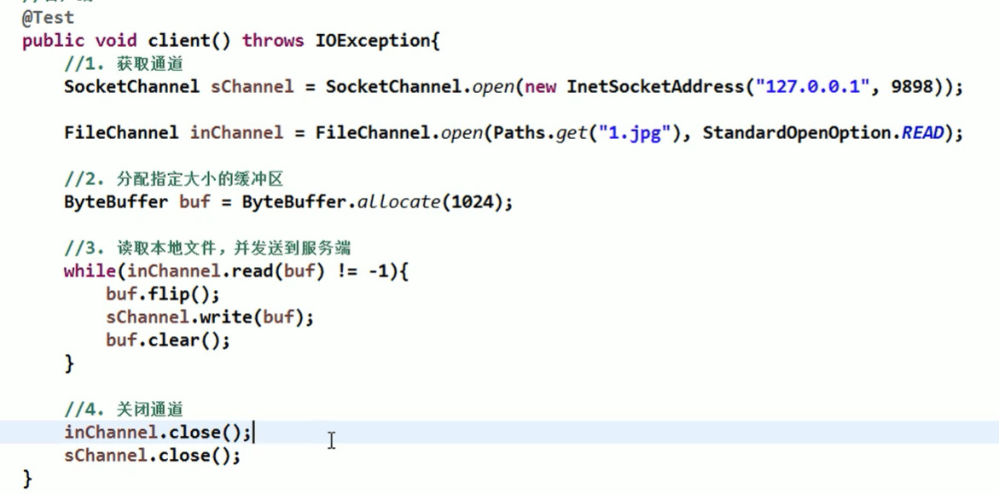 @Test
public void client() throws IOException{
//1. 获取通道
SocketChannel sChannel = SocketChannel.open(new InetSocketAddress("127.0.0.1", 9898));
FileChannel inChannel = FileChannel.open(Paths.get("1.jpg"), StandardOpenOption.READ);
//2. 分配指定大小的缓冲区
ByteBuffer buf = ByteBuffer.allocate(1024);
//3. 读取本地文件，并发送到服务端
while(inChannel.read(buf) != -1){
buf.flip();
sChannel.write(buf);
buf.clear();
}
//4. 关闭通道
inChannel.close();
sChannel.close();
}